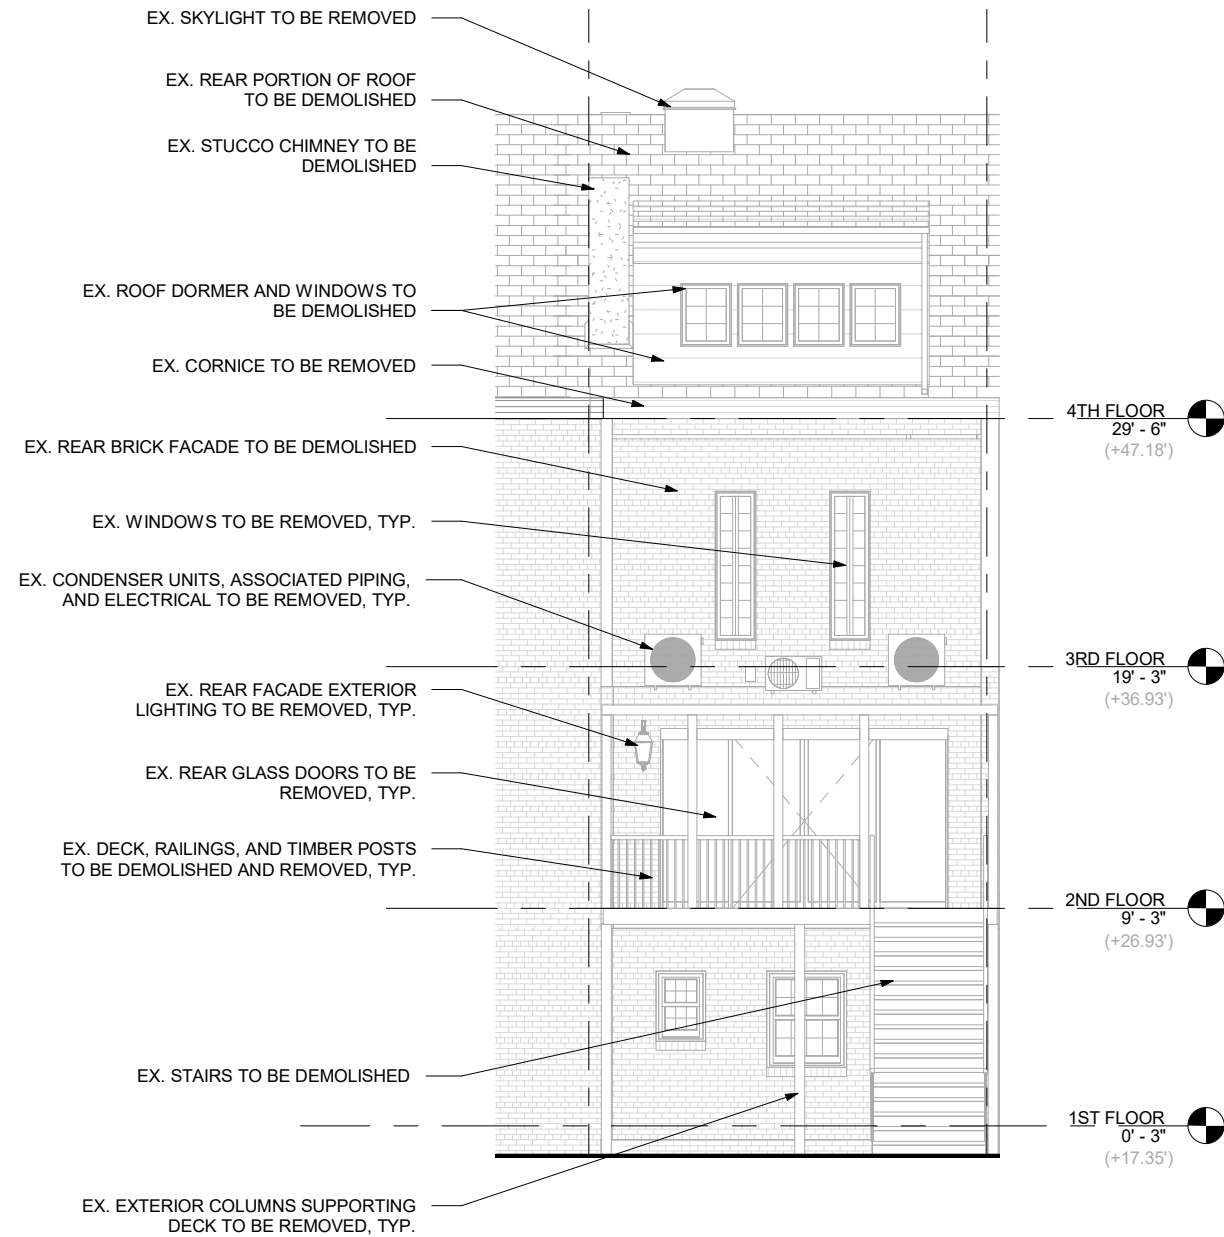 EX. SKYLIGHT TO BE REMOVED
EX. REAR PORTION OF ROOF
TO BE DEMOLISHED
EX. STUCCO CHIMNEY TO BE
DEMOLISHED
EX. ROOF DORMER AND WINDOWS TO
BE DEMOLISHED
EX. CORNICE TO BE REMOVED
4TH FLOOR
29' - 6"
(+47.18')
EX. REAR BRICK FACADE TO BE DEMOLISHED
EX. WINDOWS TO BE REMOVED, TYP.
EX. CONDENSER UNITS, ASSOCIATED PIPING,
AND ELECTRICAL TO BE REMOVED, TYP.
3RD FLOOR
19' - 3"
(+36.93')
EX. REAR FACADE EXTERIOR
LIGHTING TO BE REMOVED, TYP.
EX. REAR GLASS DOORS TO BE
REMOVED, TYP.
EX. DECK, RAILINGS, AND TIMBER POSTS
TO BE DEMOLISHED AND REMOVED, TYP.
2ND FLOOR
9' - 3"
(+26.93')
EX. STAIRS TO BE DEMOLISHED
1ST FLOOR
0' - 3"
(+17.35')
EX. EXTERIOR COLUMNS SUPPORTING
DECK TO BE REMOVED, TYP.